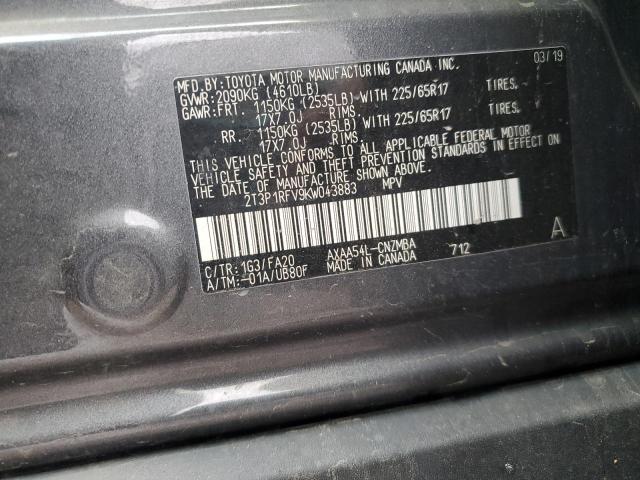 MFD.BY:TOYOTA MOTOR MANUFACTURING CANADA INC. 03/19
GVWR:2090KG (4610LB)
GAWR:FRT. 1150KG (2535LB) WITH 225/65R17 TIRES.
17X7.0J RIMS.
RR. 1150KG (2535LB) WITH 225/65R17 TIRES.
17X7.0J RIMS.
THIS VEHICLE CONFORMS TO ALL APPLICABLE FEDERAL MOTOR
VEHICLE SAFETY AND THEFT PREVENTION STANDARDS IN EFFECT
ON THE DATE OF MANUFACTURE SHOWN ABOVE.
2T3P1RFV9KW043883 MPV
A
C/TR: 1G3/FA20 AXAA54L-CNZMBA 712
A/TM:-01A/UB80F MADE IN CANADA